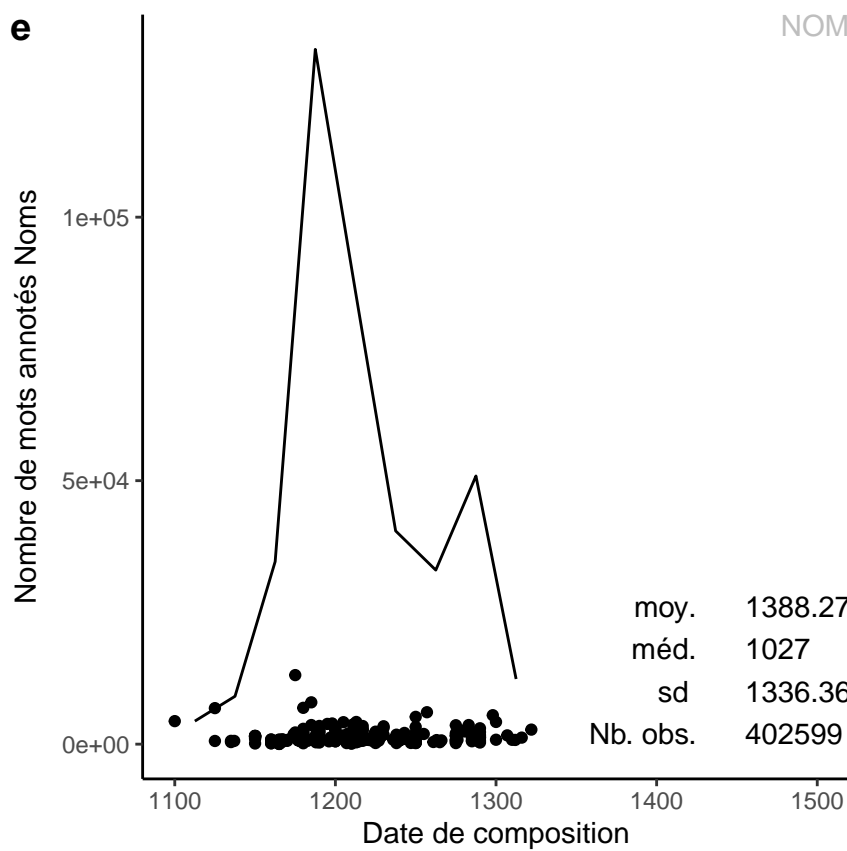 e
NOM
Nombre de mots annotés Noms
1e+05
5e+04
0e+00
moy. 1388.27
méd. 1027
sd 1336.36
Nb. obs. 402599
1100 1200 1300 1400 1500
Date de composition